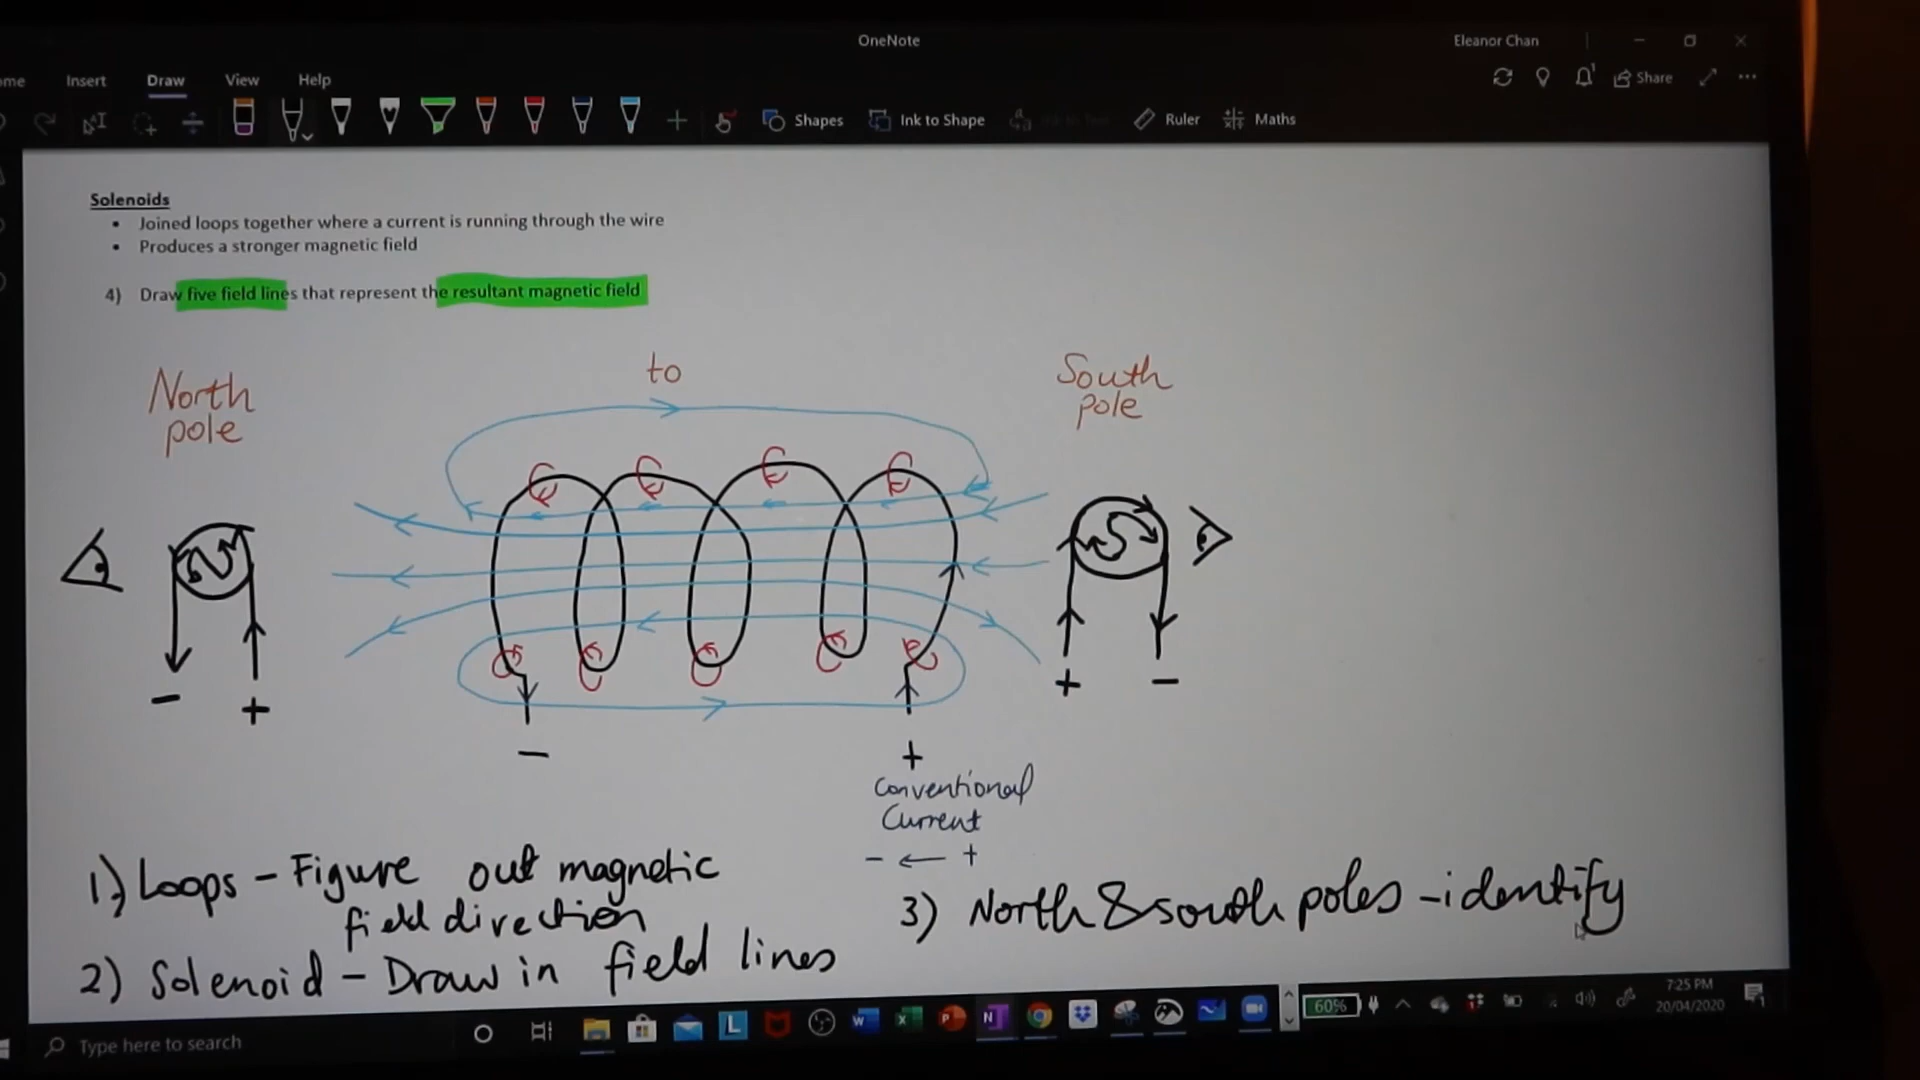 OneNote
Eleanor Chan
ome Insert Draw View Help
Share
Shapes Ink to Shape Ruler Maths
Solenoids
• Joined loops together where a current is running through the wire
• Produces a stronger magnetic field
4) Draw five field lines that represent the resultant magnetic field
North
pole
to
South
pole
N
S
- +
+ -
- +
Conventional
Current
- ← +
1) Loops - Figure out magnetic
field direction
2) Solenoid - Draw in field lines
3) North & south poles - identify
Type here to search
60%
7:25 PM
20/04/2020